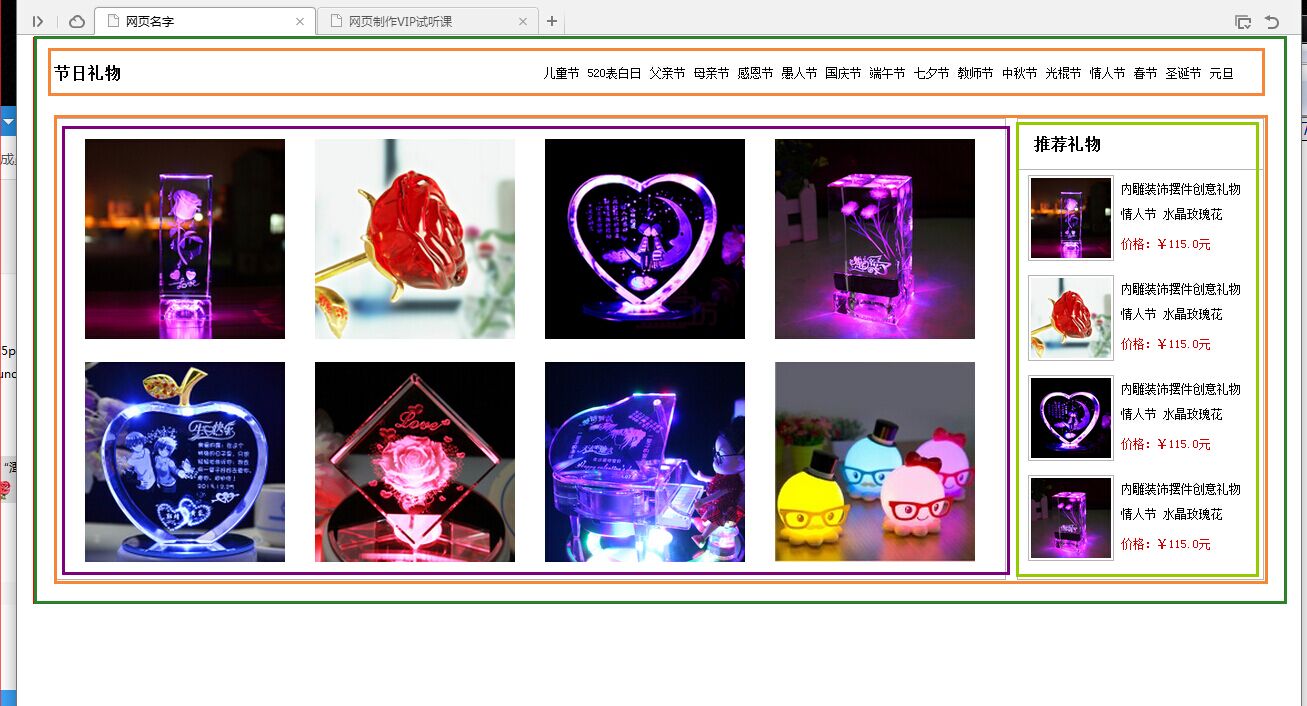 网页名字
网页制作VIP试听课
节日礼物
儿童节 520表白日 父亲节 母亲节 感恩节 愚人节 国庆节 端午节 七夕节 教师节 中秋节 光棍节 情人节 春节 圣诞节 元旦
推荐礼物
内雕装饰摆件创意礼物
情人节 水晶玫瑰花
价格：￥115.0元
内雕装饰摆件创意礼物
情人节 水晶玫瑰花
价格：￥115.0元
内雕装饰摆件创意礼物
情人节 水晶玫瑰花
价格：￥115.0元
内雕装饰摆件创意礼物
情人节 水晶玫瑰花
价格：￥115.0元
Love
生日快乐
Love